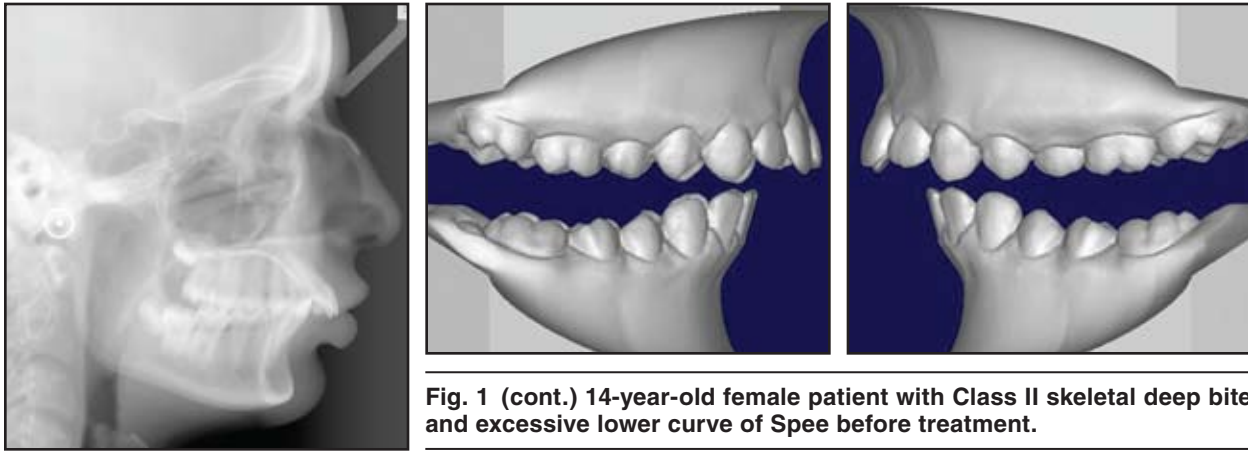 Fig. 1 (cont.) 14-year-old female patient with Class II skeletal deep bite
and excessive lower curve of Spee before treatment.